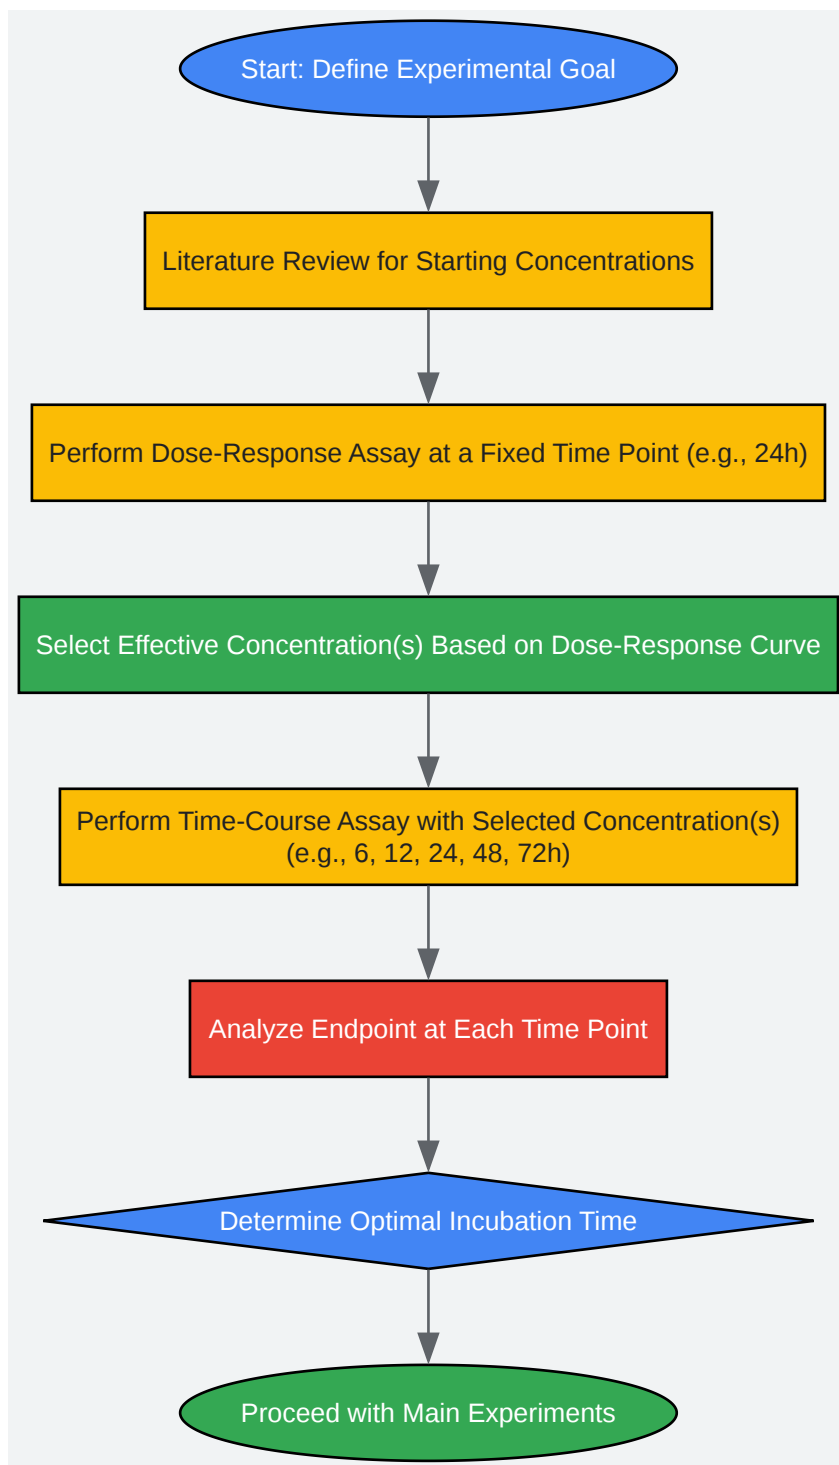 Start: Define Experimental Goal
Literature Review for Starting Concentrations
Perform Dose-Response Assay at a Fixed Time Point (e.g., 24h)
Select Effective Concentration(s) Based on Dose-Response Curve
Perform Time-Course Assay with Selected Concentration(s)
(e.g., 6, 12, 24, 48, 72h)
Analyze Endpoint at Each Time Point
Determine Optimal Incubation Time
Proceed with Main Experiments